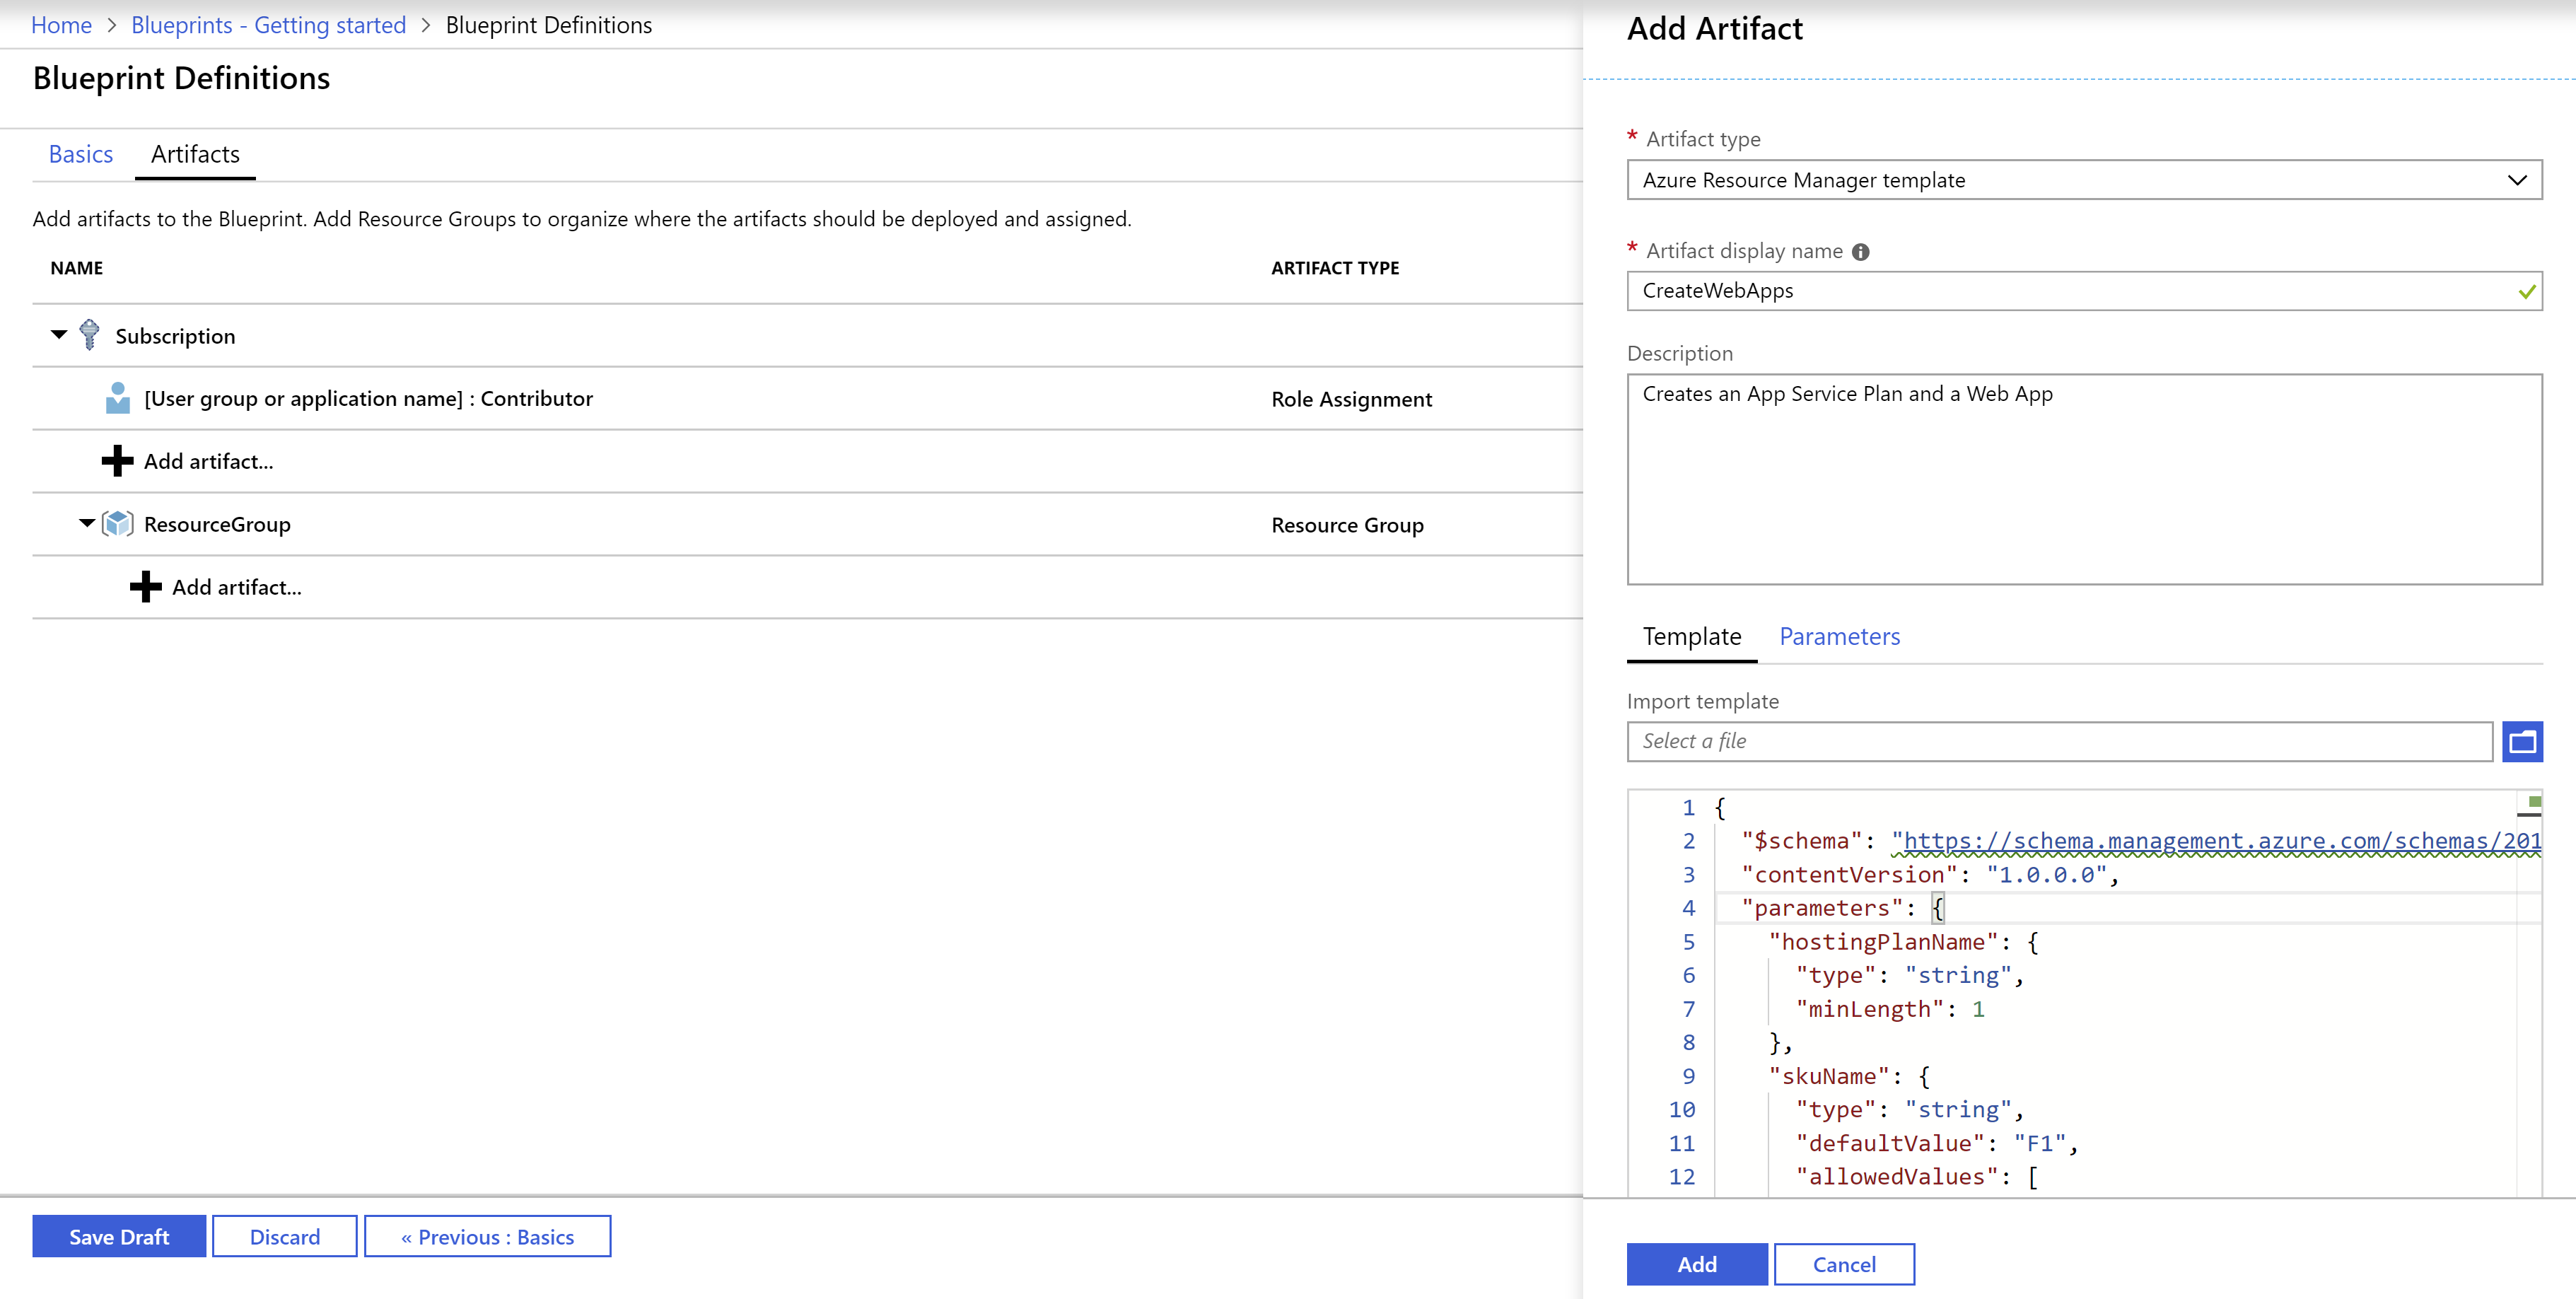 Home > Blueprints - Getting started > Blueprint Definitions
Blueprint Definitions
Basics Artifacts
Add artifacts to the Blueprint. Add Resource Groups to organize where the artifacts should be deployed and assigned.
NAME ARTIFACT TYPE
Subscription
[User group or application name] : Contributor Role Assignment
Add artifact...
ResourceGroup Resource Group
Add artifact...
Save Draft Discard « Previous : Basics
Add Artifact
* Artifact type
Azure Resource Manager template
* Artifact display name
CreateWebApps
Description
Creates an App Service Plan and a Web App
Template Parameters
Import template
Select a file
1 {
2 "$schema": "https://schema.management.azure.com/schemas/201
3 "contentVersion": "1.0.0.0",
4 "parameters": {
5 "hostingPlanName": {
6 "type": "string",
7 "minLength": 1
8 },
9 "skuName": {
10 "type": "string",
11 "defaultValue": "F1",
12 "allowedValues": [
Add Cancel